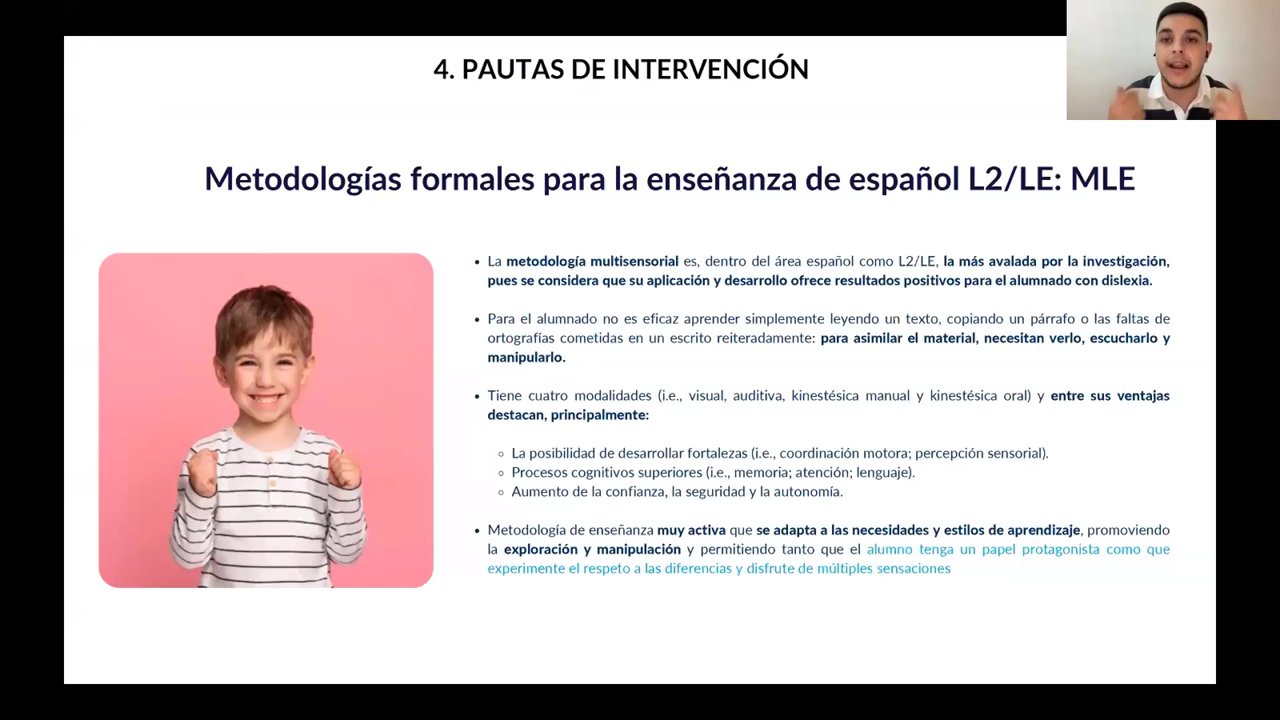 4. PAUTAS DE INTERVENCIÓN
Metodologías formales para la enseñanza de español L2/LE: MLE
• La metodología multisensorial es, dentro del área español como L2/LE, la más avalada por la investigación,
pues se considera que su aplicación y desarrollo ofrece resultados positivos para el alumnado con dislexia.
• Para el alumnado no es eficaz aprender simplemente leyendo un texto, copiando un párrafo o las faltas de
ortografías cometidas en un escrito reiteradamente: para asimilar el material, necesitan verlo, escucharlo y
manipularlo.
• Tiene cuatro modalidades (i.e., visual, auditiva, kinestésica manual y kinestésica oral) y entre sus ventajas
destacan, principalmente:
◦ La posibilidad de desarrollar fortalezas (i.e., coordinación motora; percepción sensorial).
◦ Procesos cognitivos superiores (i.e., memoria; atención; lenguaje).
◦ Aumento de la confianza, la seguridad y la autonomía.
• Metodología de enseñanza muy activa que se adapta a las necesidades y estilos de aprendizaje, promoviendo
la exploración y manipulación y permitiendo tanto que el alumno tenga un papel protagonista como que
experimente el respeto a las diferencias y disfrute de múltiples sensaciones